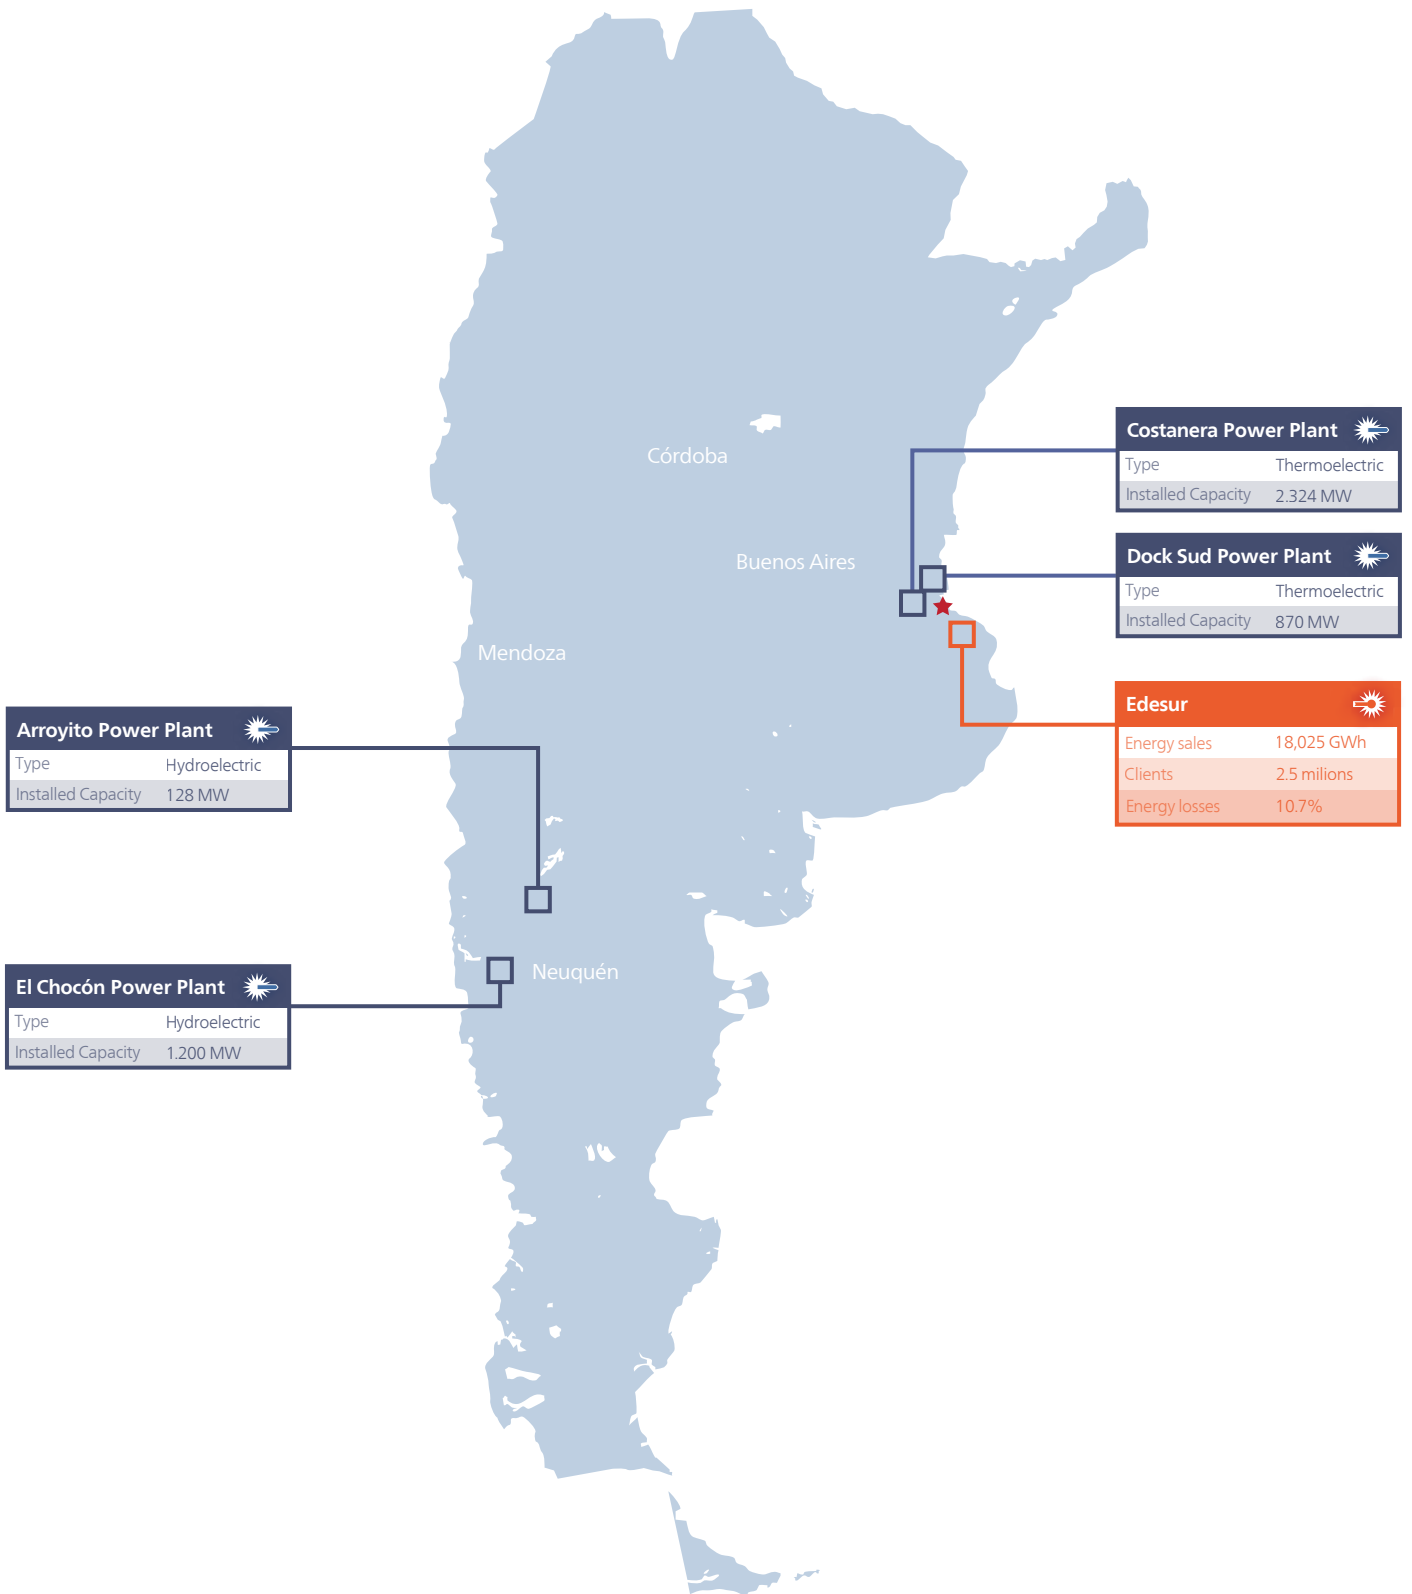 Córdoba
Buenos Aires
Mendoza
Neuquén
Costanera Power Plant
Type Thermoelectric
Installed Capacity 2.324 MW
Dock Sud Power Plant
Type Thermoelectric
Installed Capacity 870 MW
Edesur
Energy sales 18,025 GWh
Clients 2.5 milions
Energy losses 10.7%
Arroyito Power Plant
Type Hydroelectric
Installed Capacity 128 MW
El Chocón Power Plant
Type Hydroelectric
Installed Capacity 1.200 MW